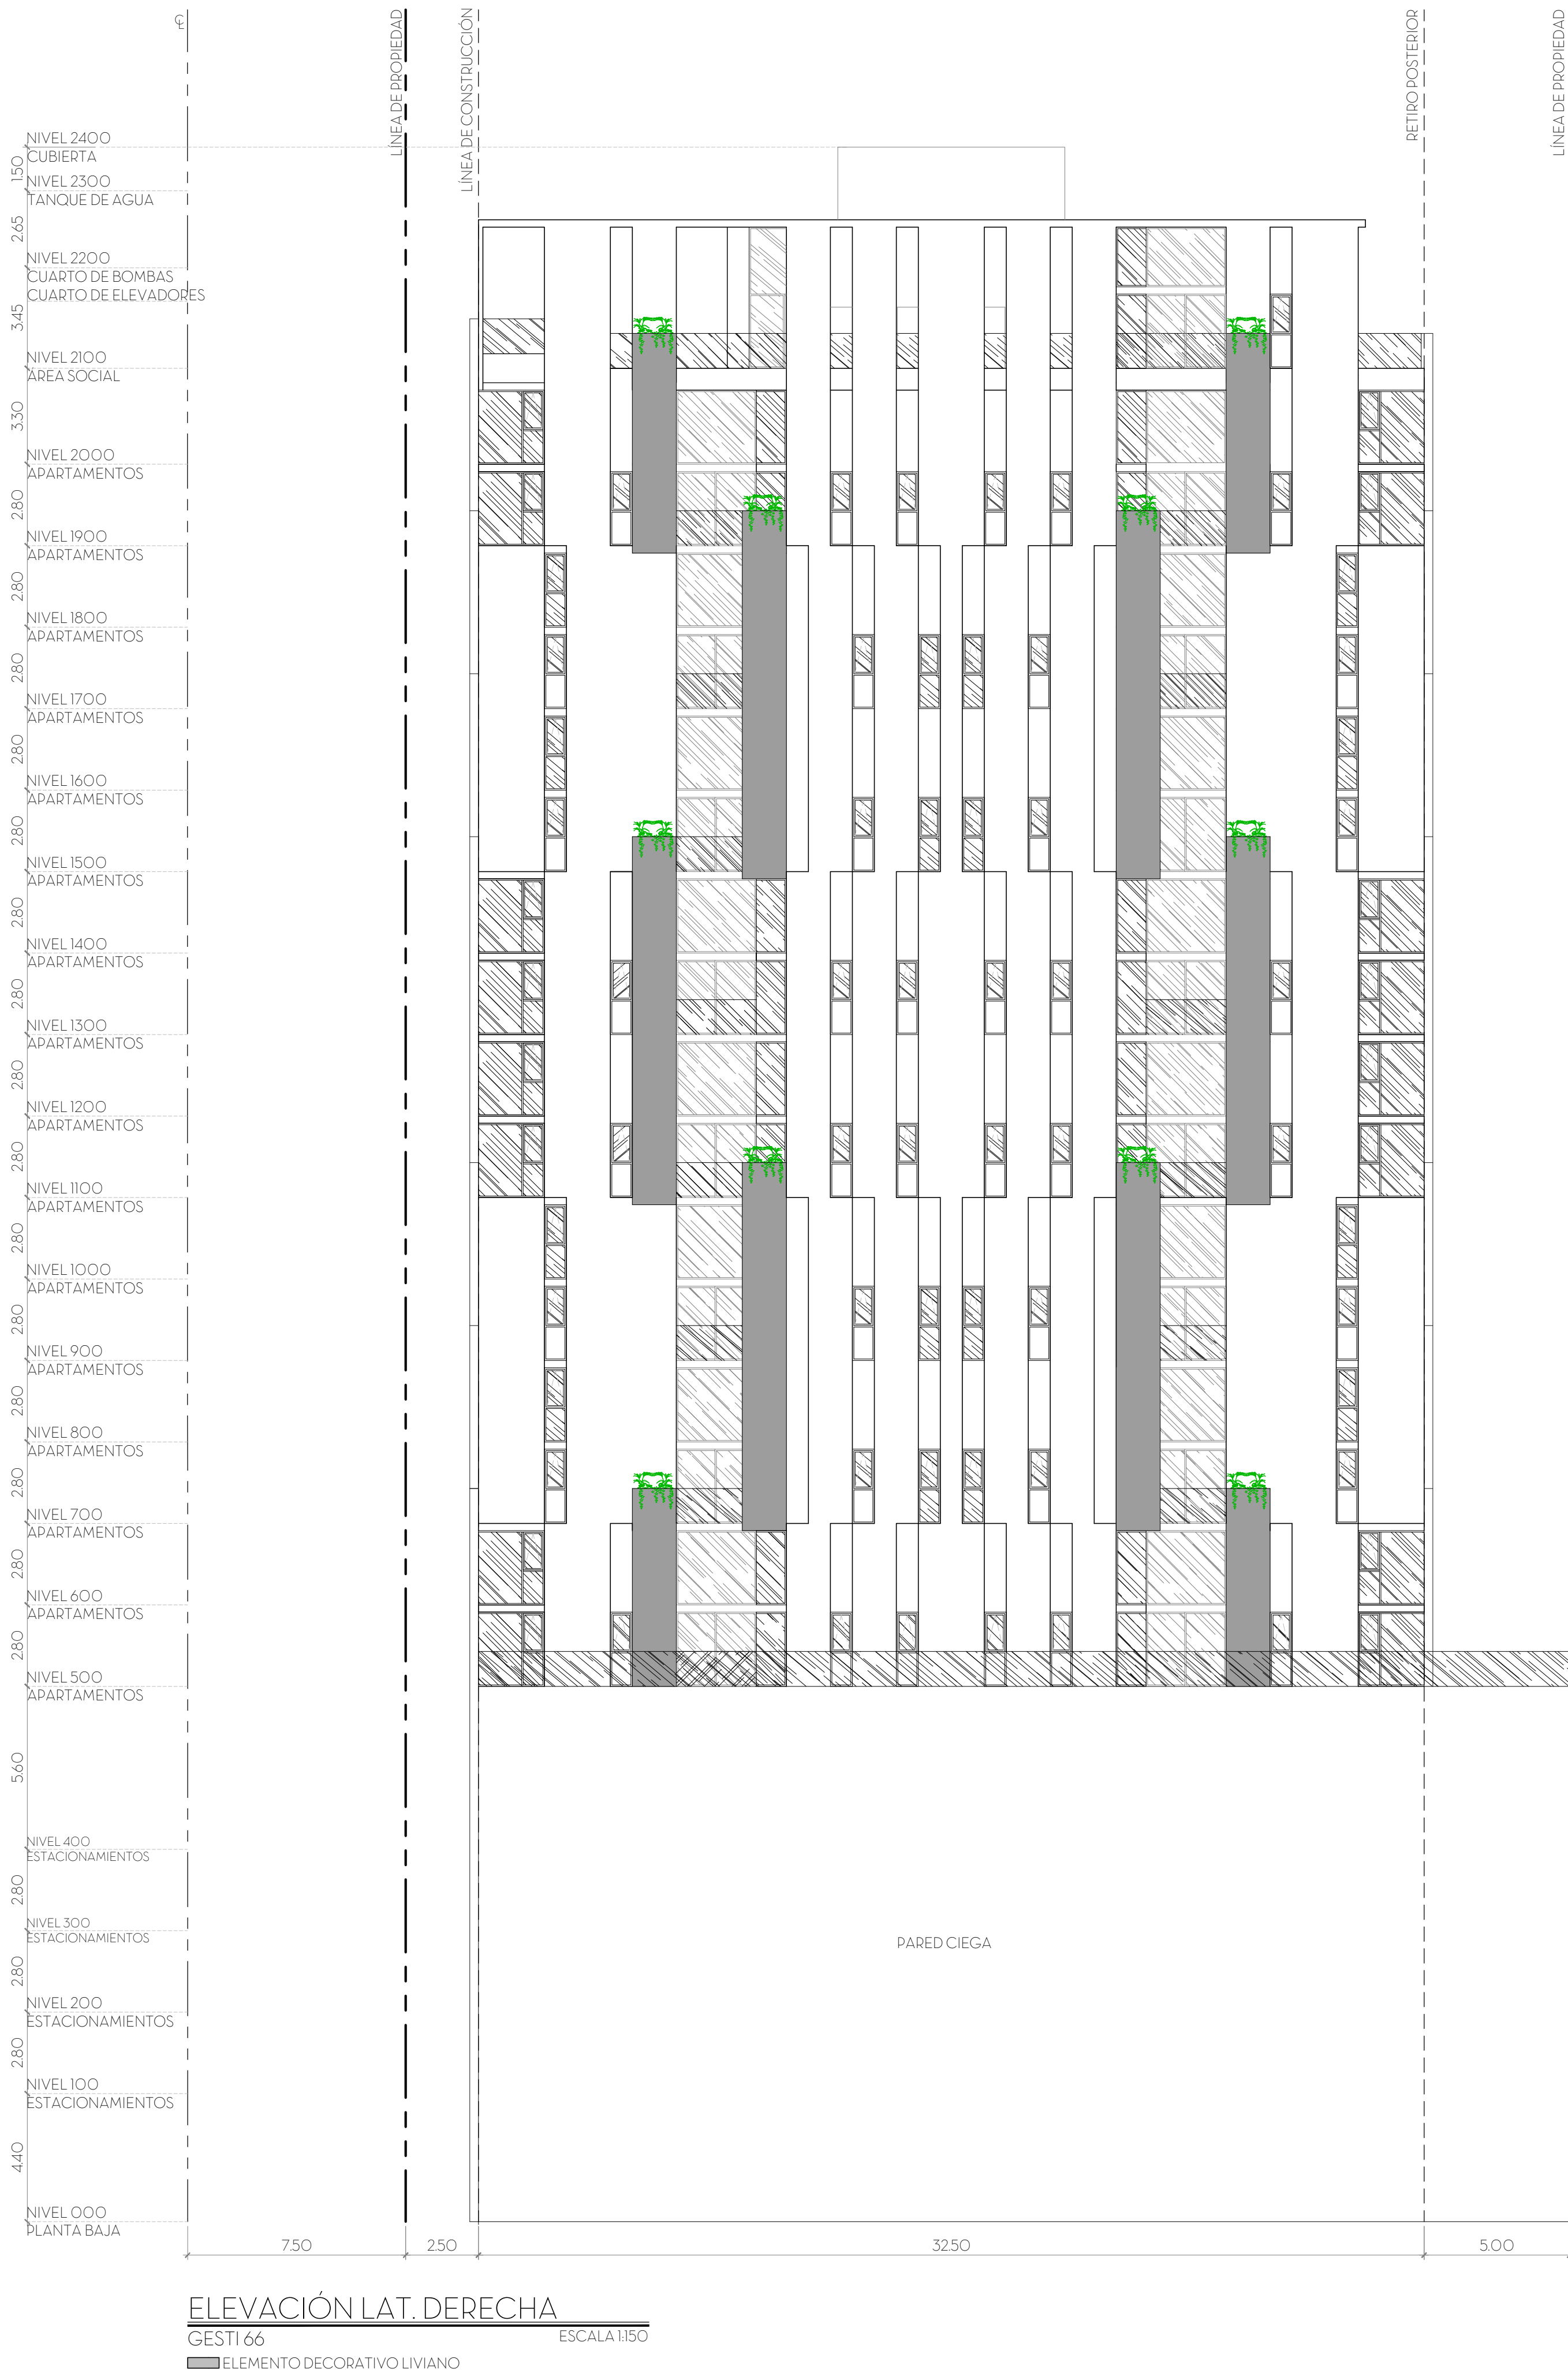 ℄
LÍNEA DE PROPIEDAD
LÍNEA DE CONSTRUCCIÓN
RETIRO POSTERIOR
LÍNEA DE PROPIEDAD
NIVEL 2400
CUBIERTA
1.50
NIVEL 2300
TANQUE DE AGUA
2.65
NIVEL 2200
CUARTO DE BOMBAS
CUARTO DE ELEVADORES
3.45
NIVEL 2100
ÁREA SOCIAL
3.30
NIVEL 2000
APARTAMENTOS
2.80
NIVEL 1900
APARTAMENTOS
2.80
NIVEL 1800
APARTAMENTOS
2.80
NIVEL 1700
APARTAMENTOS
2.80
NIVEL 1600
APARTAMENTOS
2.80
NIVEL 1500
APARTAMENTOS
2.80
NIVEL 1400
APARTAMENTOS
2.80
NIVEL 1300
APARTAMENTOS
2.80
NIVEL 1200
APARTAMENTOS
2.80
NIVEL 1100
APARTAMENTOS
2.80
NIVEL 1000
APARTAMENTOS
2.80
NIVEL 900
APARTAMENTOS
2.80
NIVEL 800
APARTAMENTOS
2.80
NIVEL 700
APARTAMENTOS
2.80
NIVEL 600
APARTAMENTOS
2.80
NIVEL 500
APARTAMENTOS
5.60
NIVEL 400
ESTACIONAMIENTOS
2.80
NIVEL 300
ESTACIONAMIENTOS
PARED CIEGA
2.80
NIVEL 200
ESTACIONAMIENTOS
2.80
NIVEL 100
ESTACIONAMIENTOS
4.40
NIVEL 000
PLANTA BAJA
7.50 2.50 32.50 5.00
ELEVACIÓN LAT. DERECHA
GESTI 66 ESCALA 1:150
ELEMENTO DECORATIVO LIVIANO